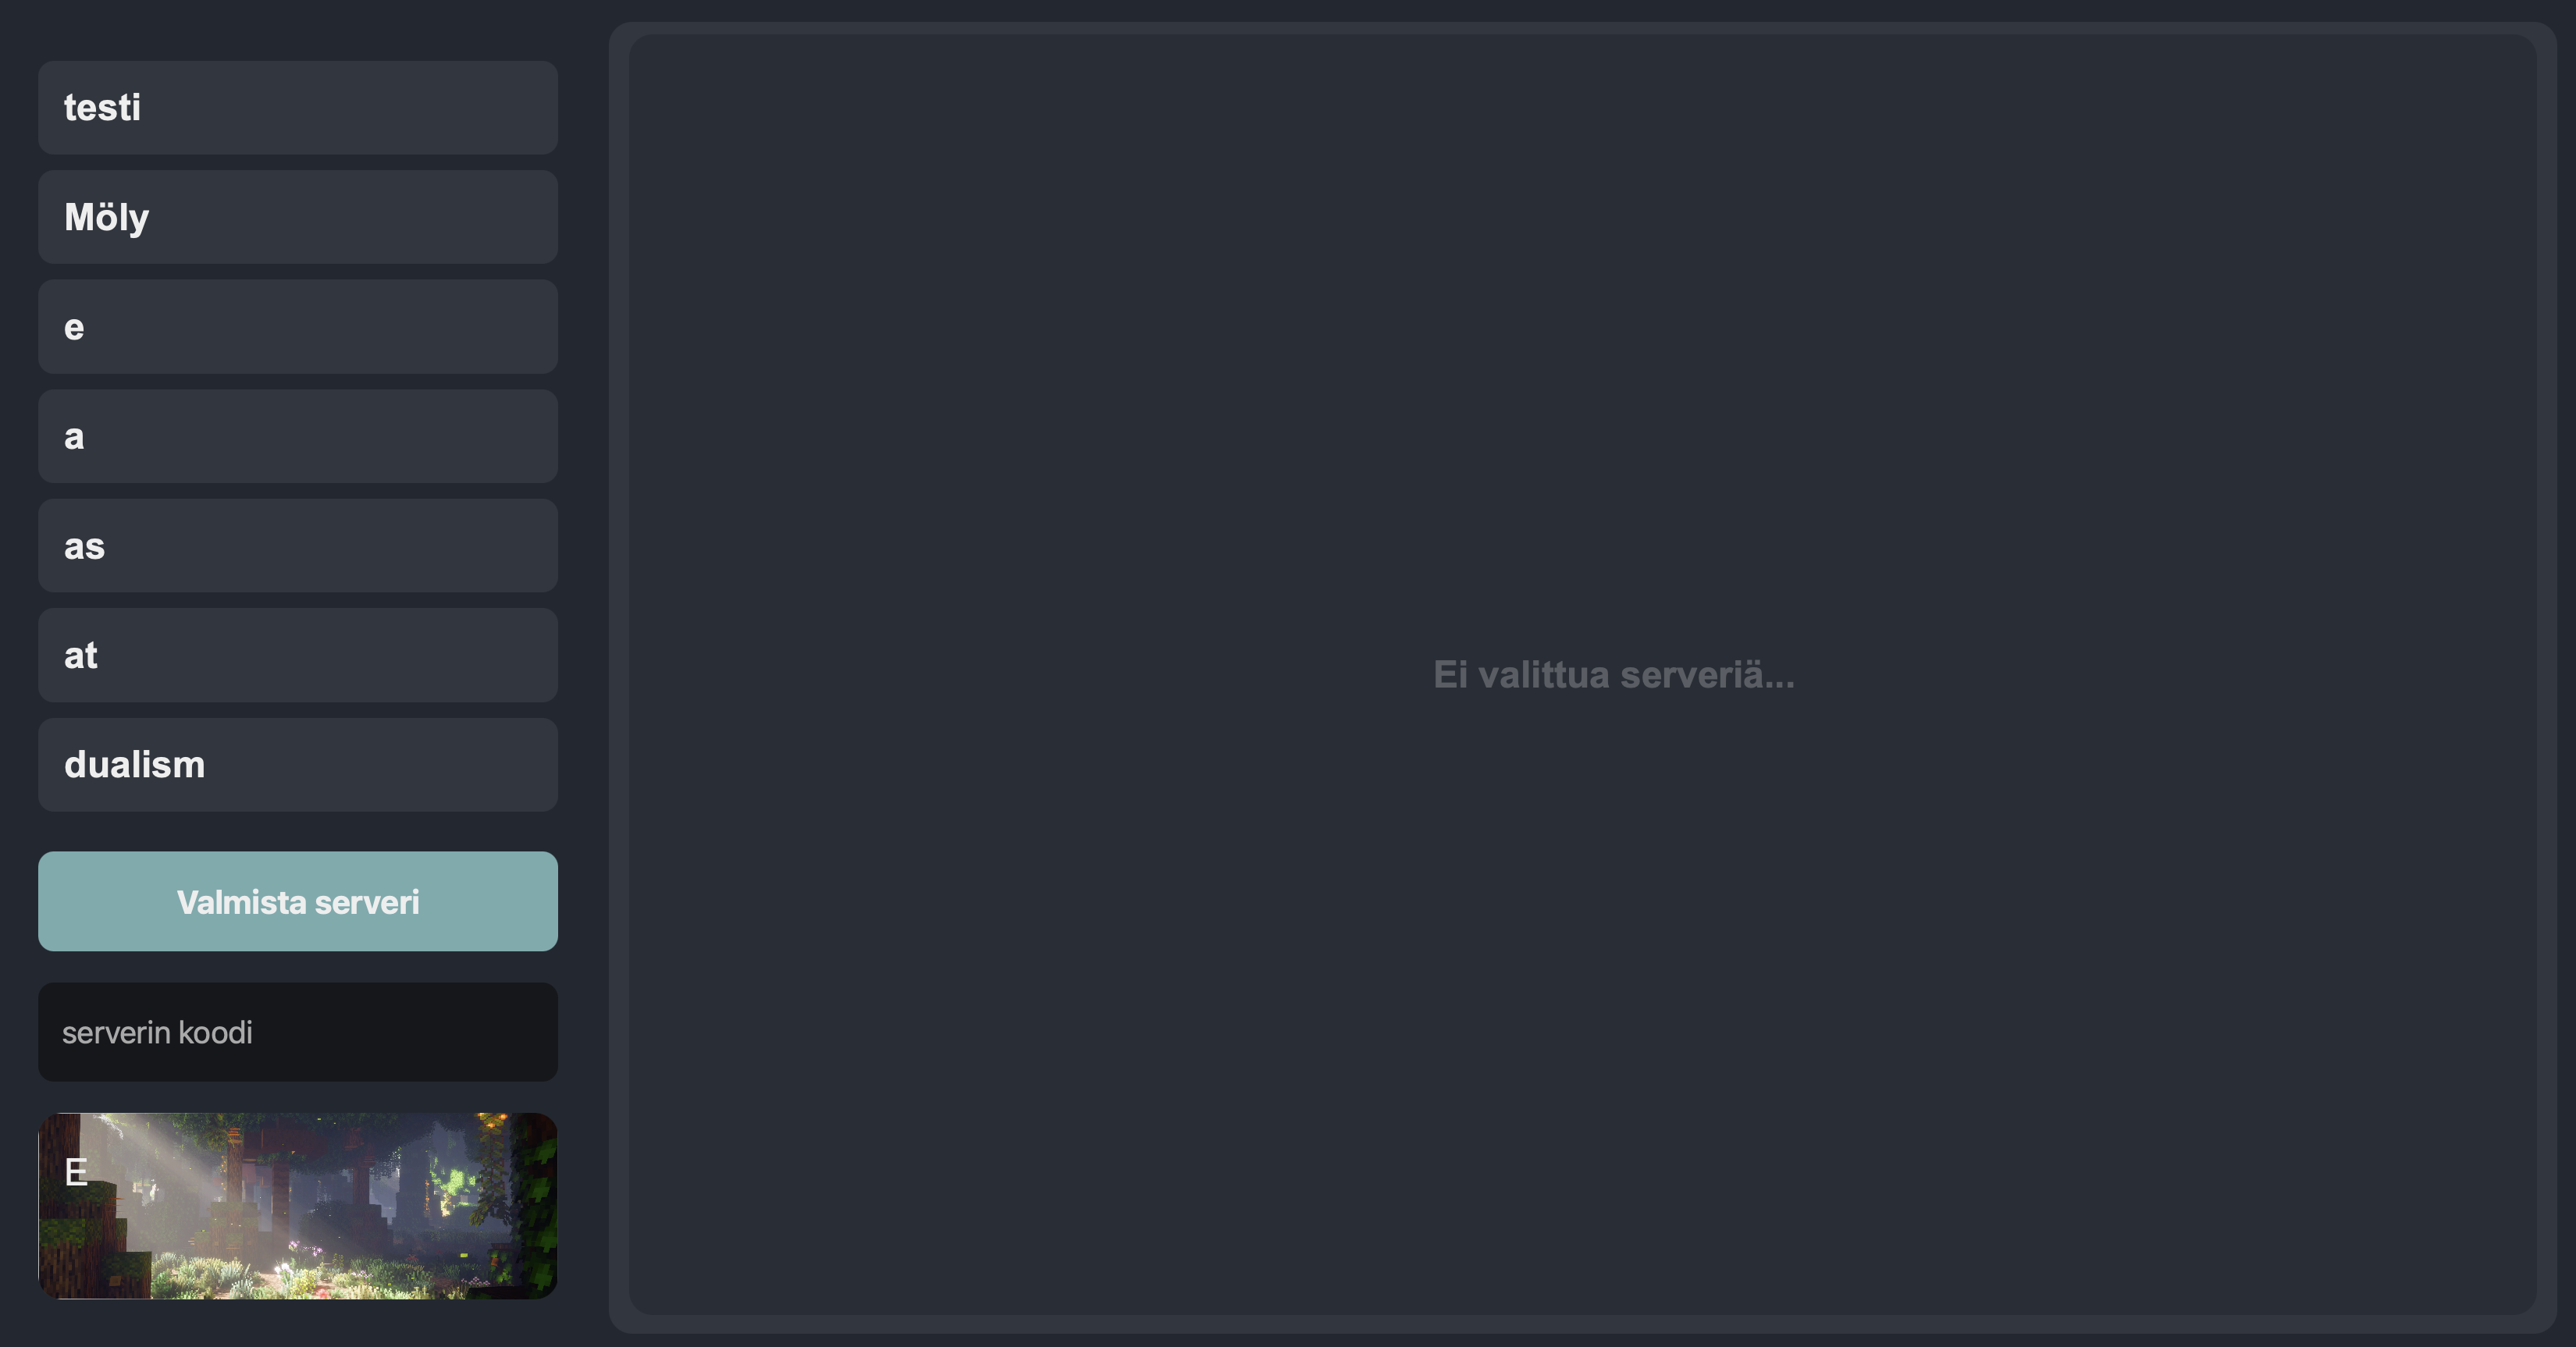 testi
Möly
e
a
as
at
dualism
Valmista serveri
serverin koodi
E
Ei valittua serveriä...